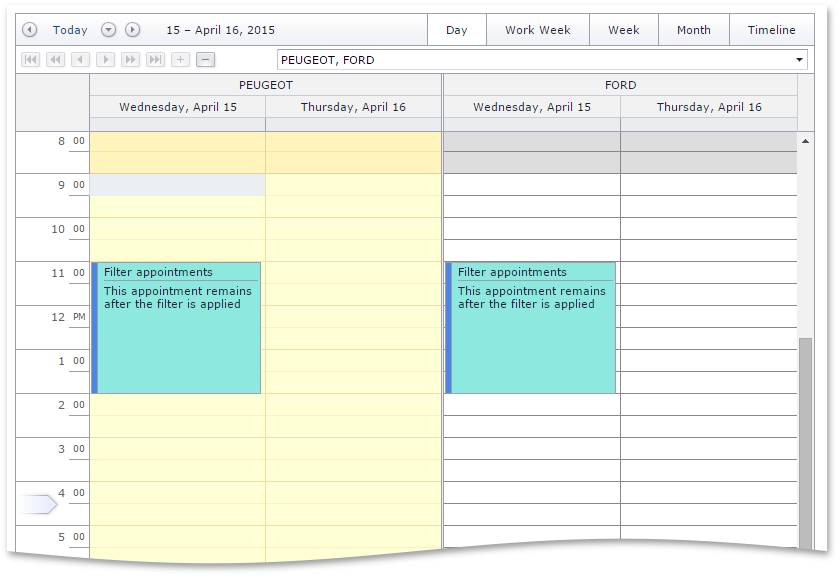 Today 15 – April 16, 2015 Day Work Week Week Month Timeline
PEUGEOT, FORD
PEUGEOT FORD
Wednesday, April 15 Thursday, April 16 Wednesday, April 15 Thursday, April 16
8 00
9 00
10 00
11 00
Filter appointments
This appointment remains
after the filter is applied
Filter appointments
This appointment remains
after the filter is applied
12 PM
1 00
2 00
3 00
4 00
5 00